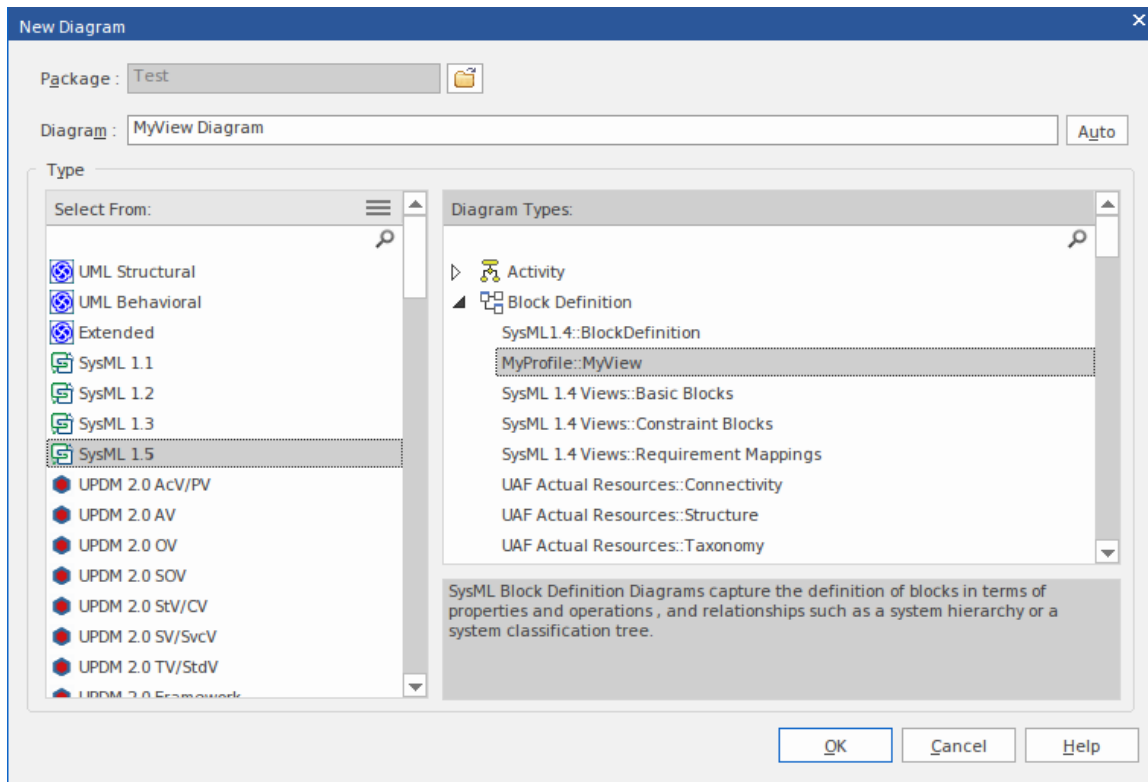 New Diagram
Package :
Test
Diagram :
MyView Diagram
Auto
Type
Select From:
UML Structural
UML Behavioral
Extended
SysML 1.1
SysML 1.2
SysML 1.3
SysML 1.5
UPDM 2.0 AcV/PV
UPDM 2.0 AV
UPDM 2.0 OV
UPDM 2.0 SOV
UPDM 2.0 StV/CV
UPDM 2.0 SV/SvcV
UPDM 2.0 TV/StdV
UPDM 2.0 Framework
Diagram Types:
Activity
Block Definition
SysML1.4::BlockDefinition
MyProfile::MyView
SysML 1.4 Views::Basic Blocks
SysML 1.4 Views::Constraint Blocks
SysML 1.4 Views::Requirement Mappings
UAF Actual Resources::Connectivity
UAF Actual Resources::Structure
UAF Actual Resources::Taxonomy
SysML Block Definition Diagrams capture the definition of blocks in terms of
properties and operations , and relationships such as a system hierarchy or a
system classification tree.
OK
Cancel
Help